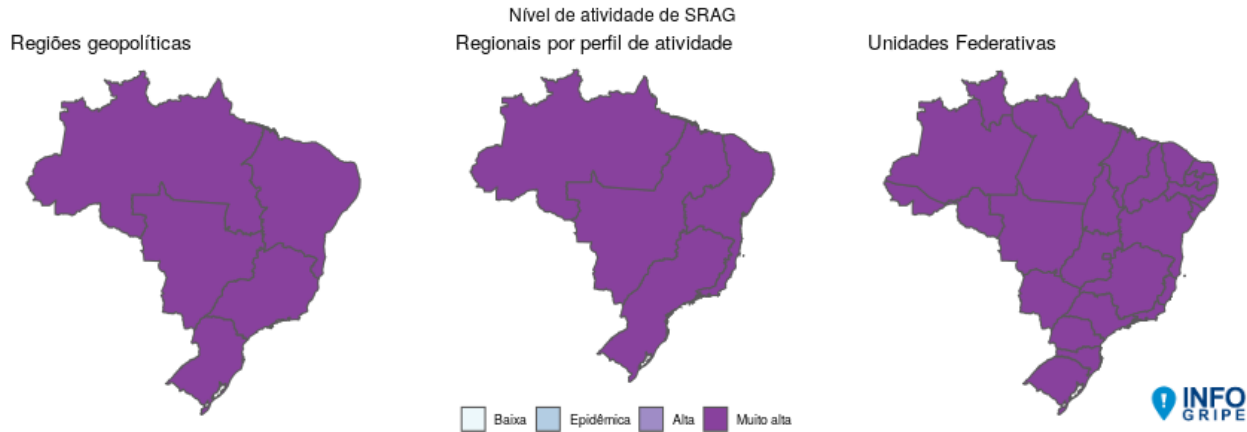 Nível de atividade de SRAG
Regiões geopolíticas
Regionais por perfil de atividade
Unidades Federativas
Baixa
Epidêmica
Alta
Muito alta
INFO
GRIPE